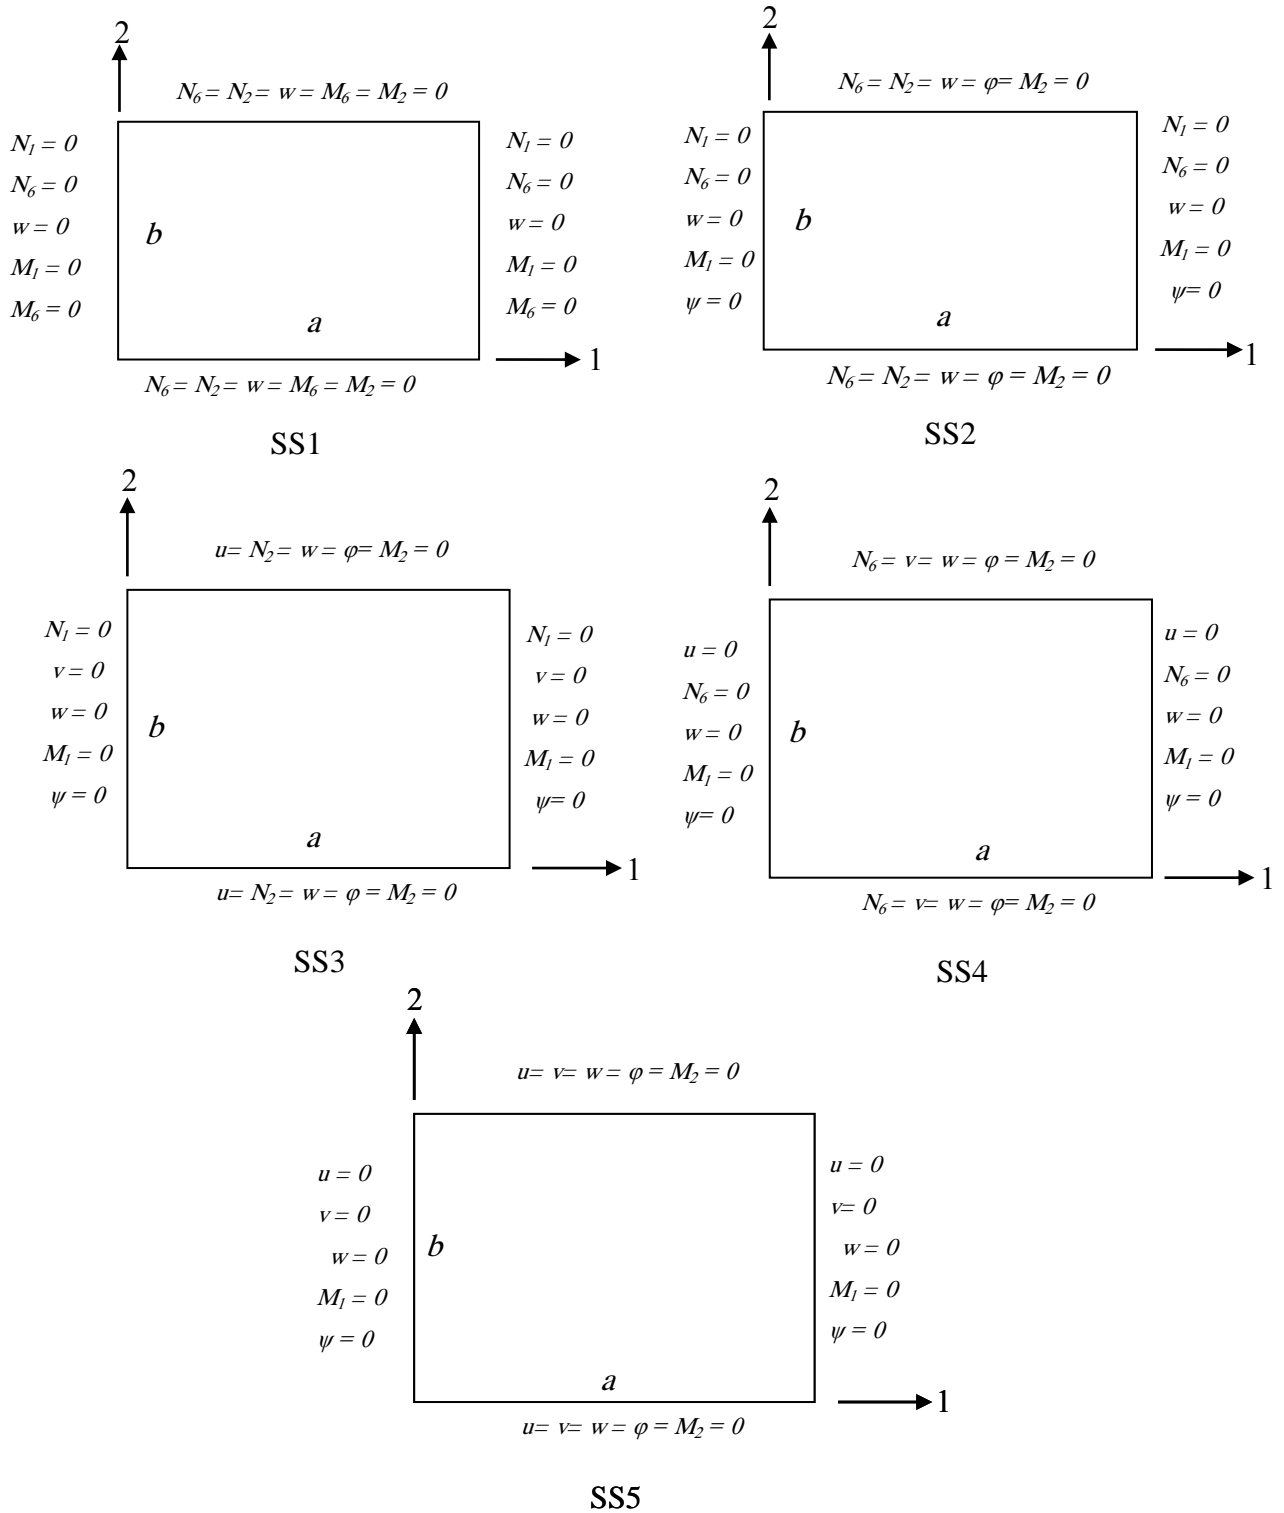 2
N₆ = N₂ = w = M₆ = M₂ = 0
N₁ = 0
N₆ = 0
w = 0
M₁ = 0
M₆ = 0
b
a
N₁ = 0
N₆ = 0
w = 0
M₁ = 0
M₆ = 0
1
N₆ = N₂ = w = M₆ = M₂ = 0
SS1
2
N₆ = N₂ = w = φ = M₂ = 0
N₁ = 0
N₆ = 0
w = 0
M₁ = 0
ψ = 0
b
a
N₁ = 0
N₆ = 0
w = 0
M₁ = 0
ψ = 0
1
N₆ = N₂ = w = φ = M₂ = 0
SS2
2
u = N₂ = w = φ = M₂ = 0
N₁ = 0
v = 0
w = 0
M₁ = 0
ψ = 0
b
a
N₁ = 0
v = 0
w = 0
M₁ = 0
ψ = 0
1
u = N₂ = w = φ = M₂ = 0
SS3
2
N₆ = v = w = φ = M₂ = 0
u = 0
N₆ = 0
w = 0
M₁ = 0
ψ = 0
b
a
u = 0
N₆ = 0
w = 0
M₁ = 0
ψ = 0
1
N₆ = v = w = φ = M₂ = 0
SS4
2
u = v = w = φ = M₂ = 0
u = 0
v = 0
w = 0
M₁ = 0
ψ = 0
b
a
u = 0
v = 0
w = 0
M₁ = 0
ψ = 0
1
u = v = w = φ = M₂ = 0
SS5